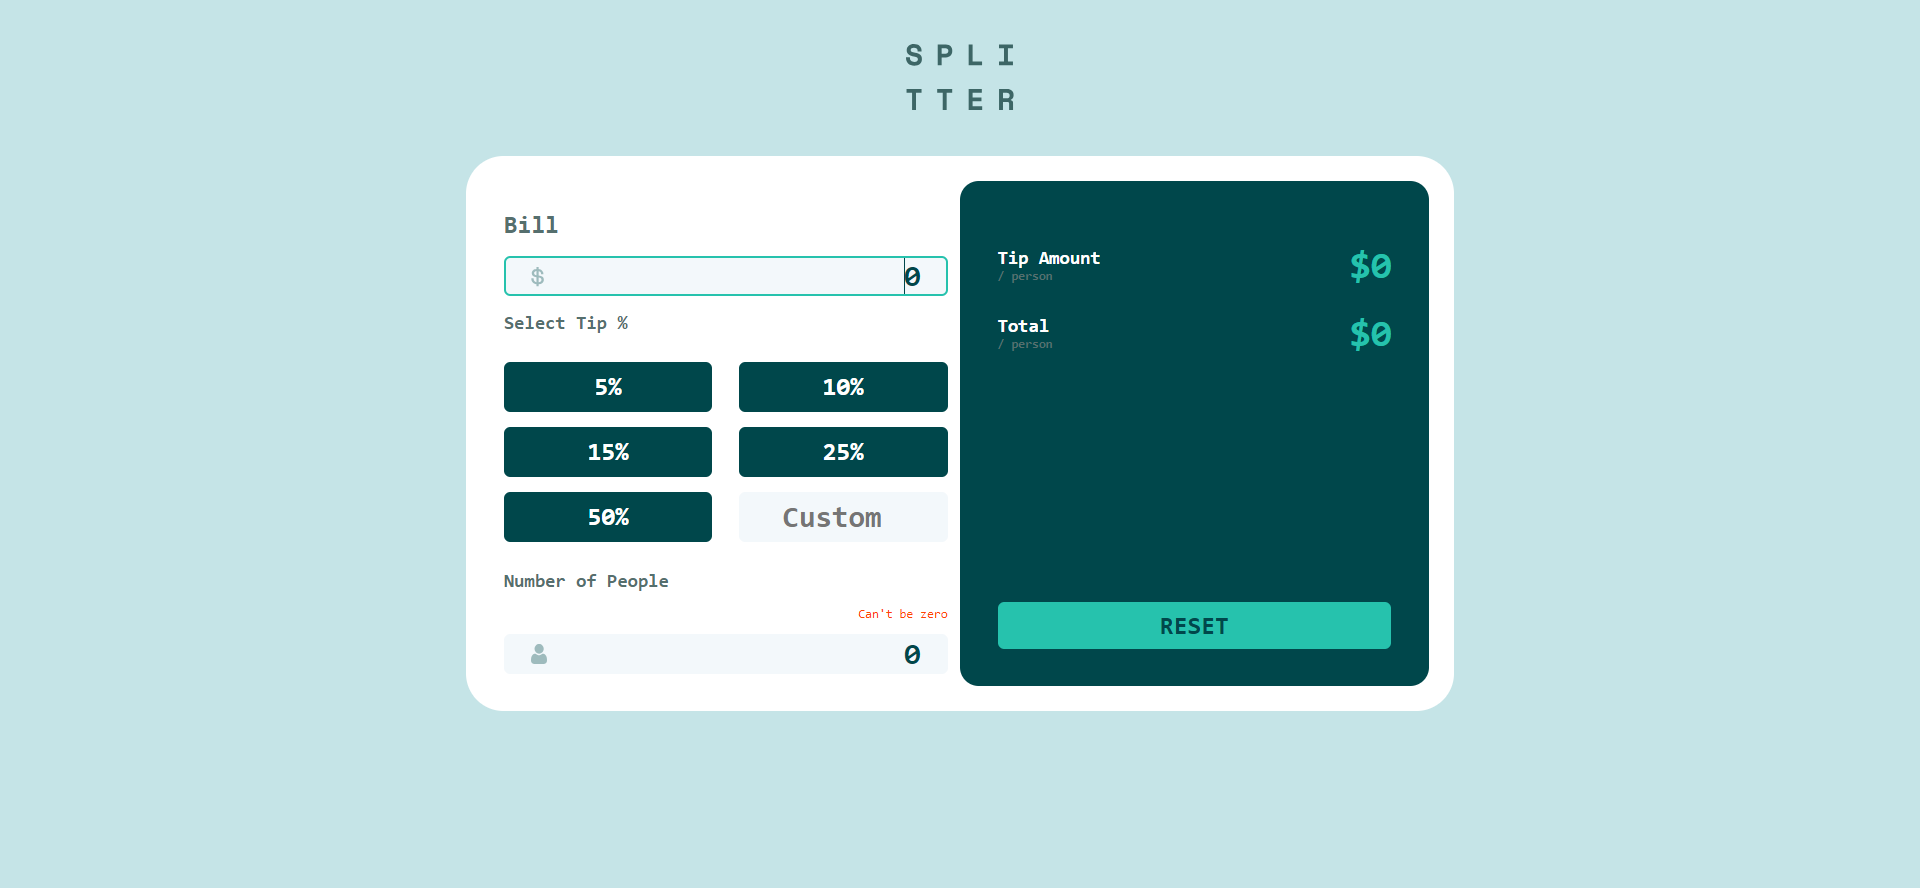 S P L I
T T E R
Bill
$ 0
Select Tip %
5% 10%
15% 25%
50% Custom
Number of People
Can't be zero
0
Tip Amount $0
/ person
Total $0
/ person
RESET